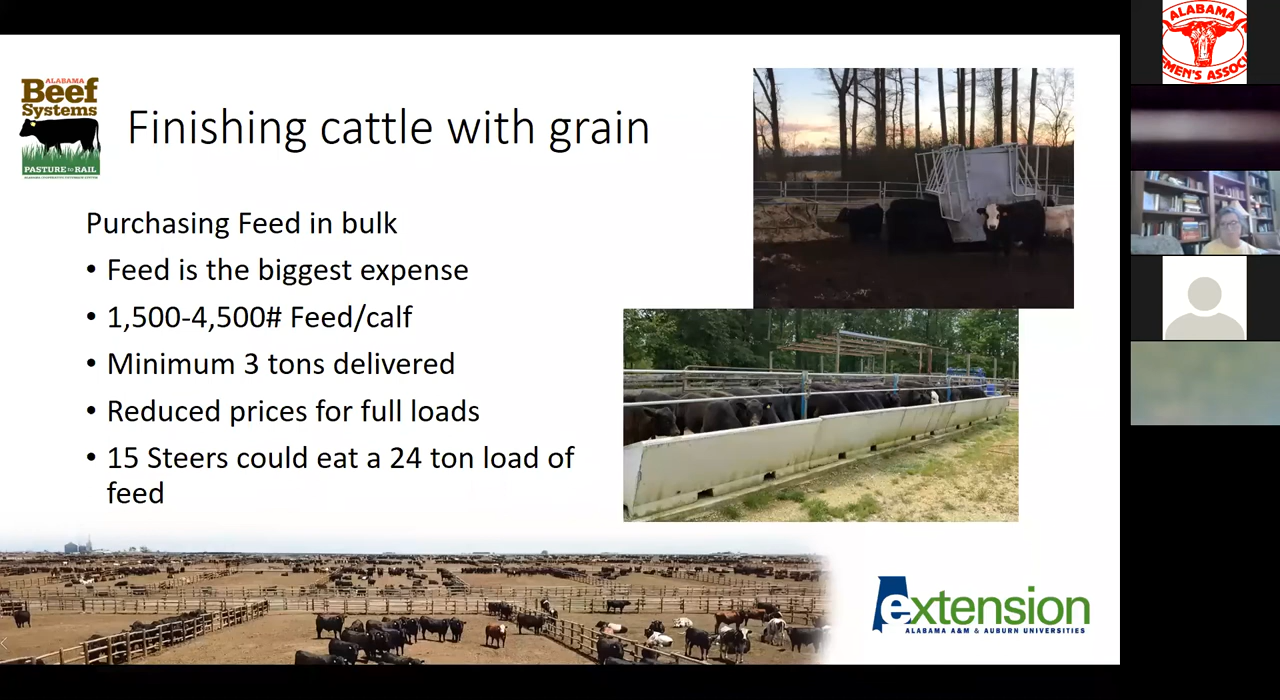 ALABAMA
Beef
Systems
PASTURE to RAIL
Finishing cattle with grain
Purchasing Feed in bulk
• Feed is the biggest expense
• 1,500-4,500# Feed/calf
• Minimum 3 tons delivered
• Reduced prices for full loads
• 15 Steers could eat a 24 ton load of
feed
extension
ALABAMA A&M & AUBURN UNIVERSITIES
ALABAMA
EMEN'S ASSOCI